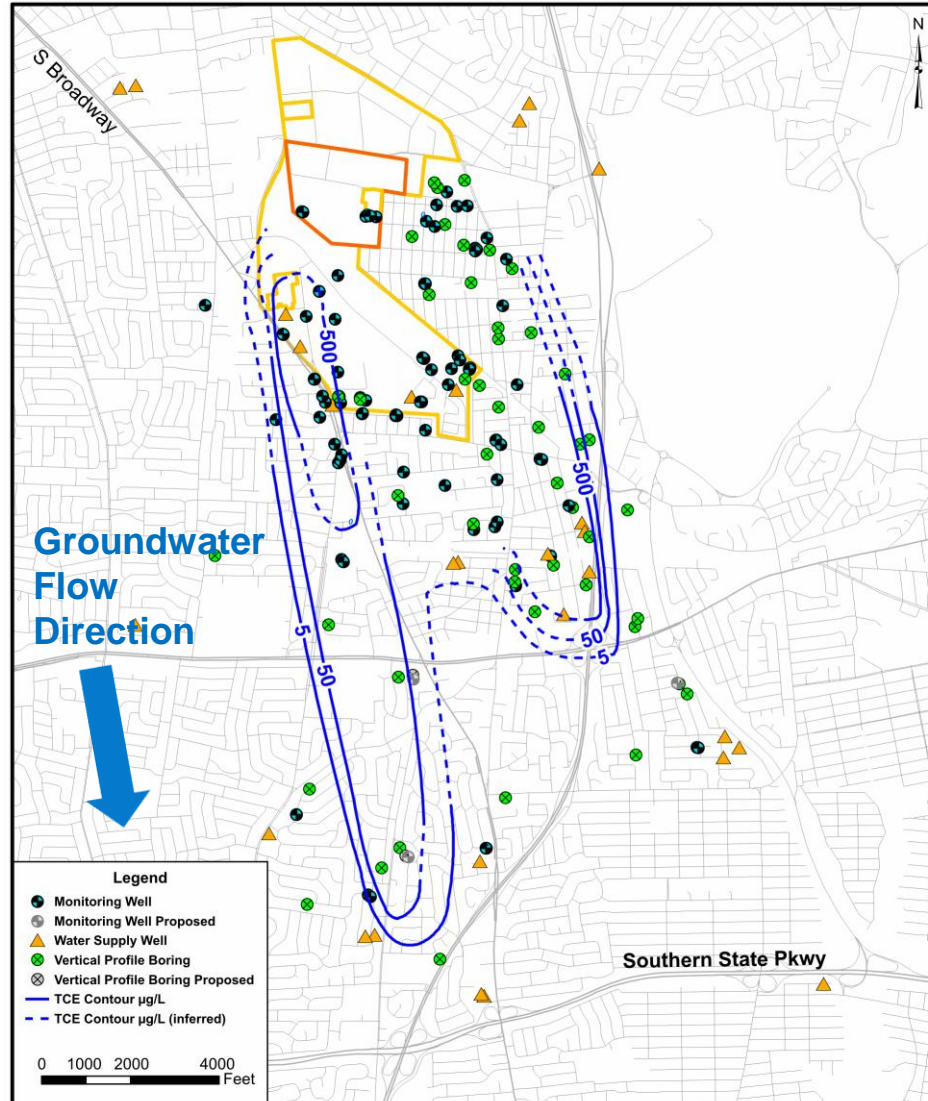 N
S Broadway
500
500
Groundwater
Flow
Direction
5
50
50
5
Southern State Pkwy
Legend
Monitoring Well
Monitoring Well Proposed
Water Supply Well
Vertical Profile Boring
Vertical Profile Boring Proposed
TCE Contour µg/L
TCE Contour µg/L (inferred)
0 1000 2000 4000
Feet